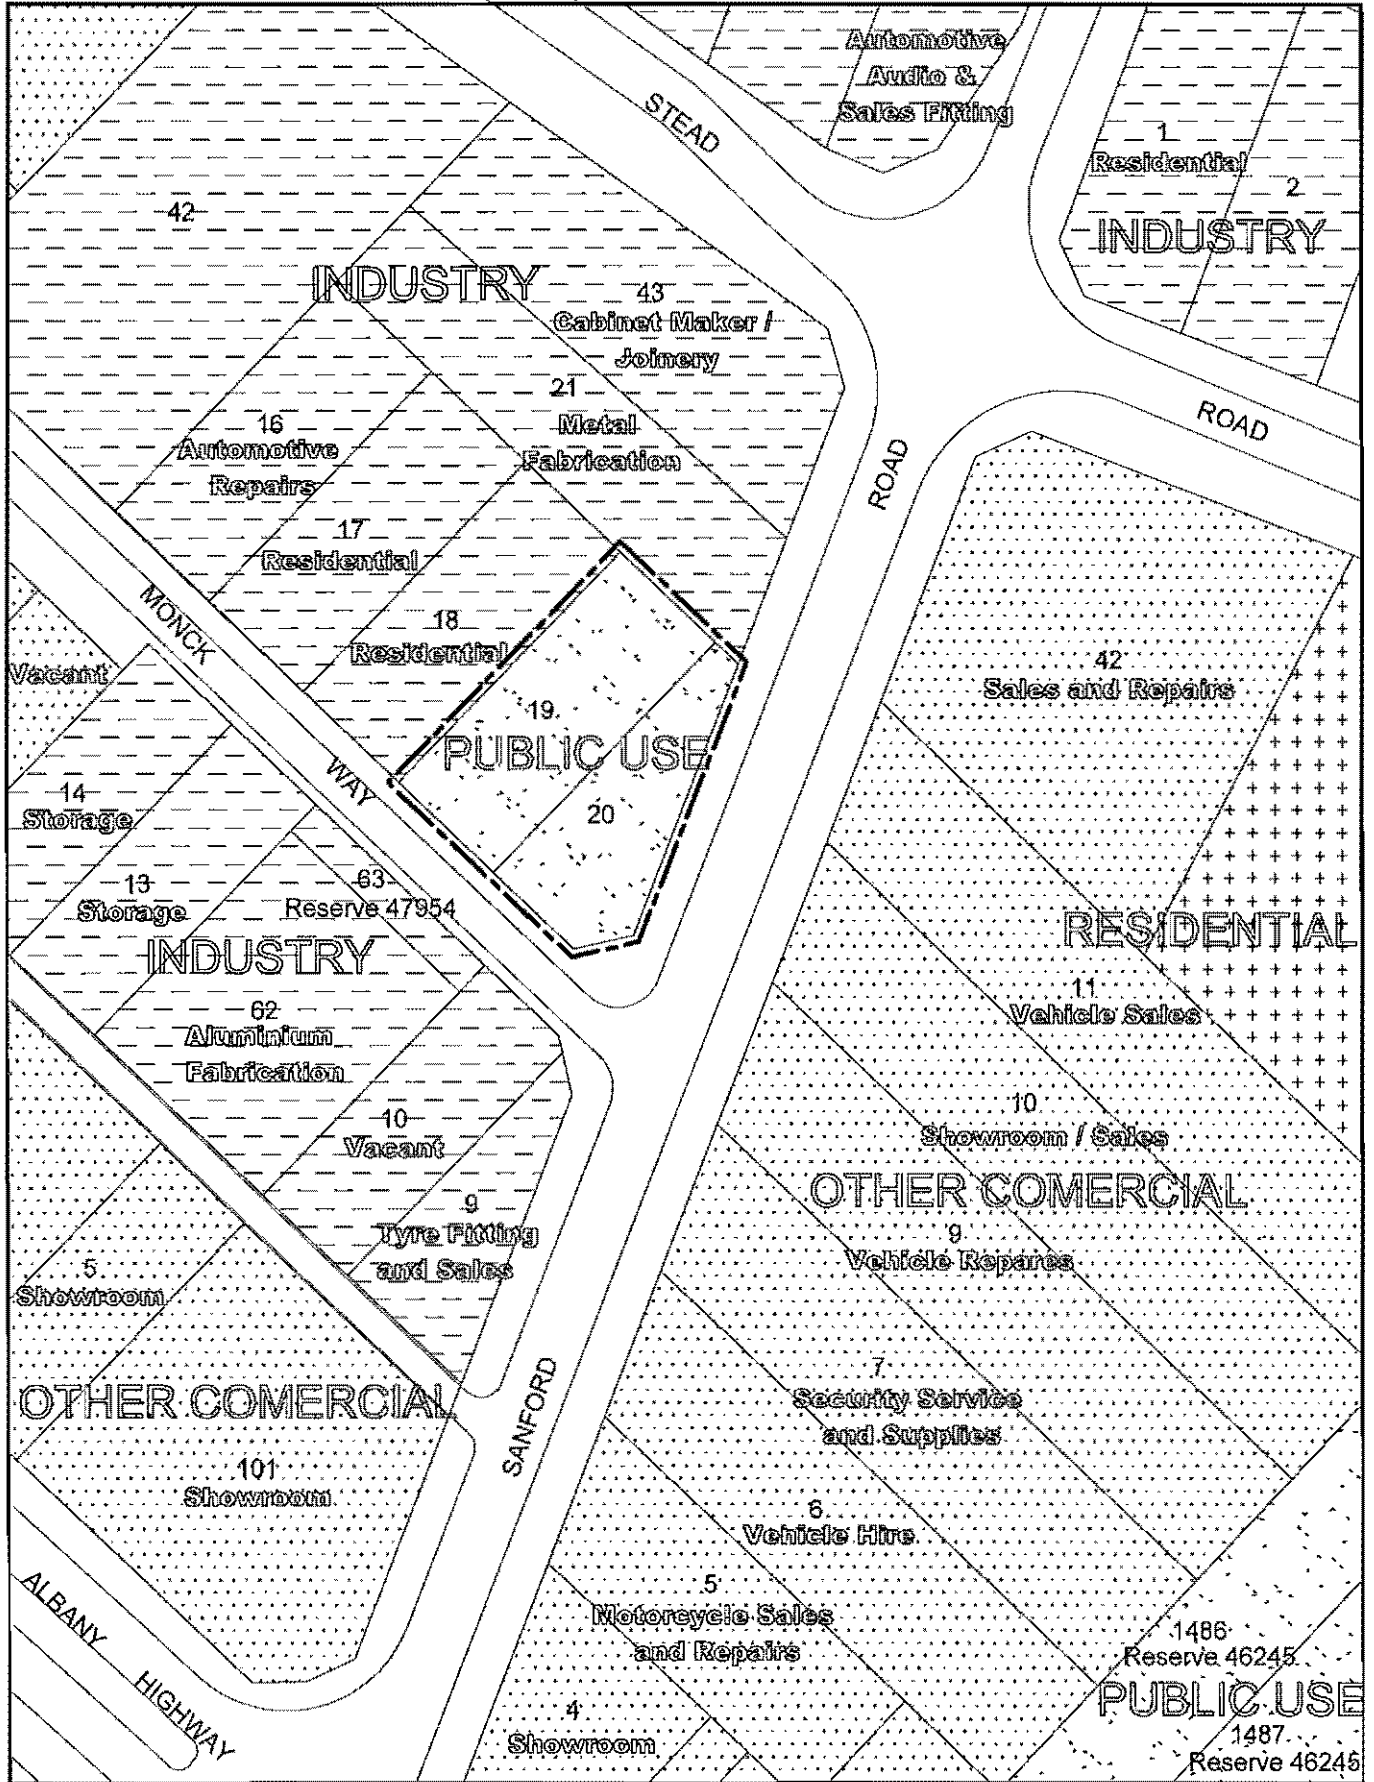 Automotive
Audio &
Sales Fitting
STEAD
1
Residential
2
INDUSTRY
42
INDUSTRY
43
Cabinet Maker /
Joinery
21
Metal
Fabrication
ROAD
ROAD
16
Automotive
Repairs
17
Residential
MONCK
18
Residential
Vacant
42
Sales and Repairs
19
PUBLIC USE
WAY
20
14
Storage
13
Storage
63
Reserve 47954
INDUSTRY
RESIDENTIAL
62
Aluminium
Fabrication
11
Vehicle Sales
10
Vacant
10
Showroom / Sales
OTHER COMERCIAL
9
Tyre Fitting
and Sales
9
Vehicle Repares
5
Showroom
7
Security Service
and Supplies
OTHER COMERCIAL
SANFORD
101
Showroom
6
Vehicle Hire
5
Motorcycle Sales
and Repairs
ALBANY
HIGHWAY
1486
Reserve 46245
PUBLIC USE
4
Showroom
1487
Reserve 46245